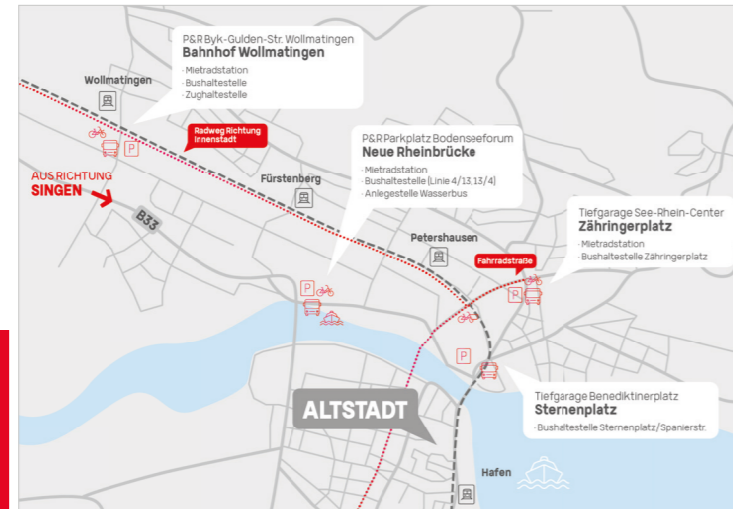 P&R Byk-Gulden-Str. Wollmatingen
Bahnhof Wollmatingen
· Mietradstation
· Bushaltestelle
· Zughaltestelle
Wollmatingen
P
Radweg Richtung
Innenstadt
AUS RICHTUNG
SINGEN
B33
Fürstenberg
P&R Parkplatz Bodenseeforum
Neue Rheinbrücke
· Mietradstation
· Bushaltestelle (Linie 4/13,13/4)
· Anlegestelle Wasserbus
P
Petershausen
Fahrradstraße
Tiefgarage See-Rhein-Center
Zähringerplatz
· Mietradstation
· Bushaltestelle Zähringerplatz
P
P
Tiefgarage Benediktinerplatz
Sternenplatz
· Bushaltestelle Sternenplatz/Spanierstr.
ALTSTADT
Hafen